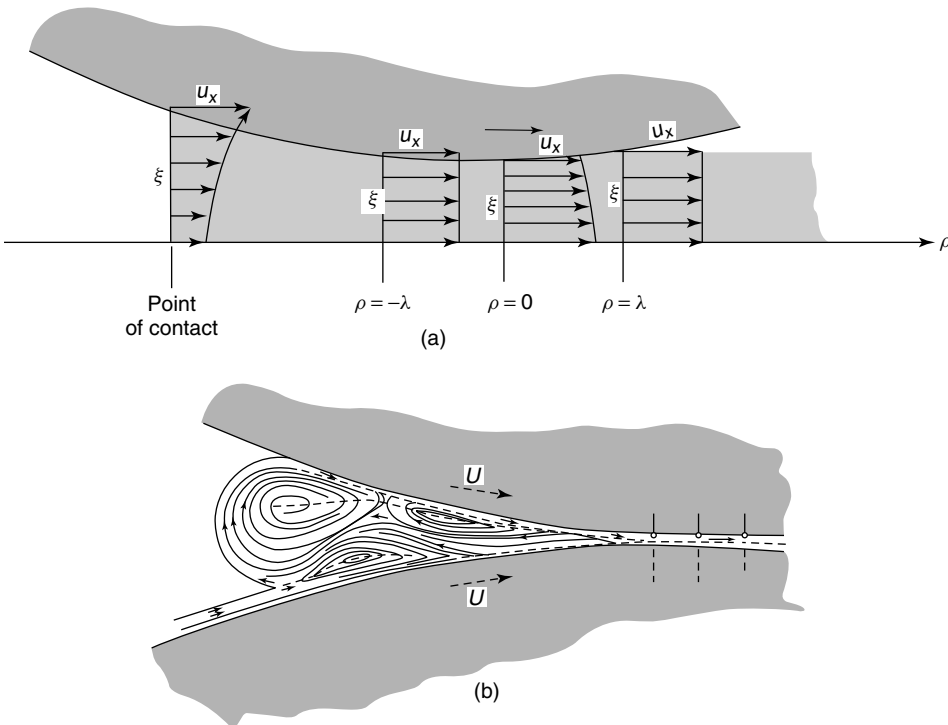 u_x
u_x
u_x
u_x
ξ
ξ
ξ
ξ
ρ
Point
of contact
ρ = −λ
ρ = 0
ρ = λ
(a)
U
U
(b)